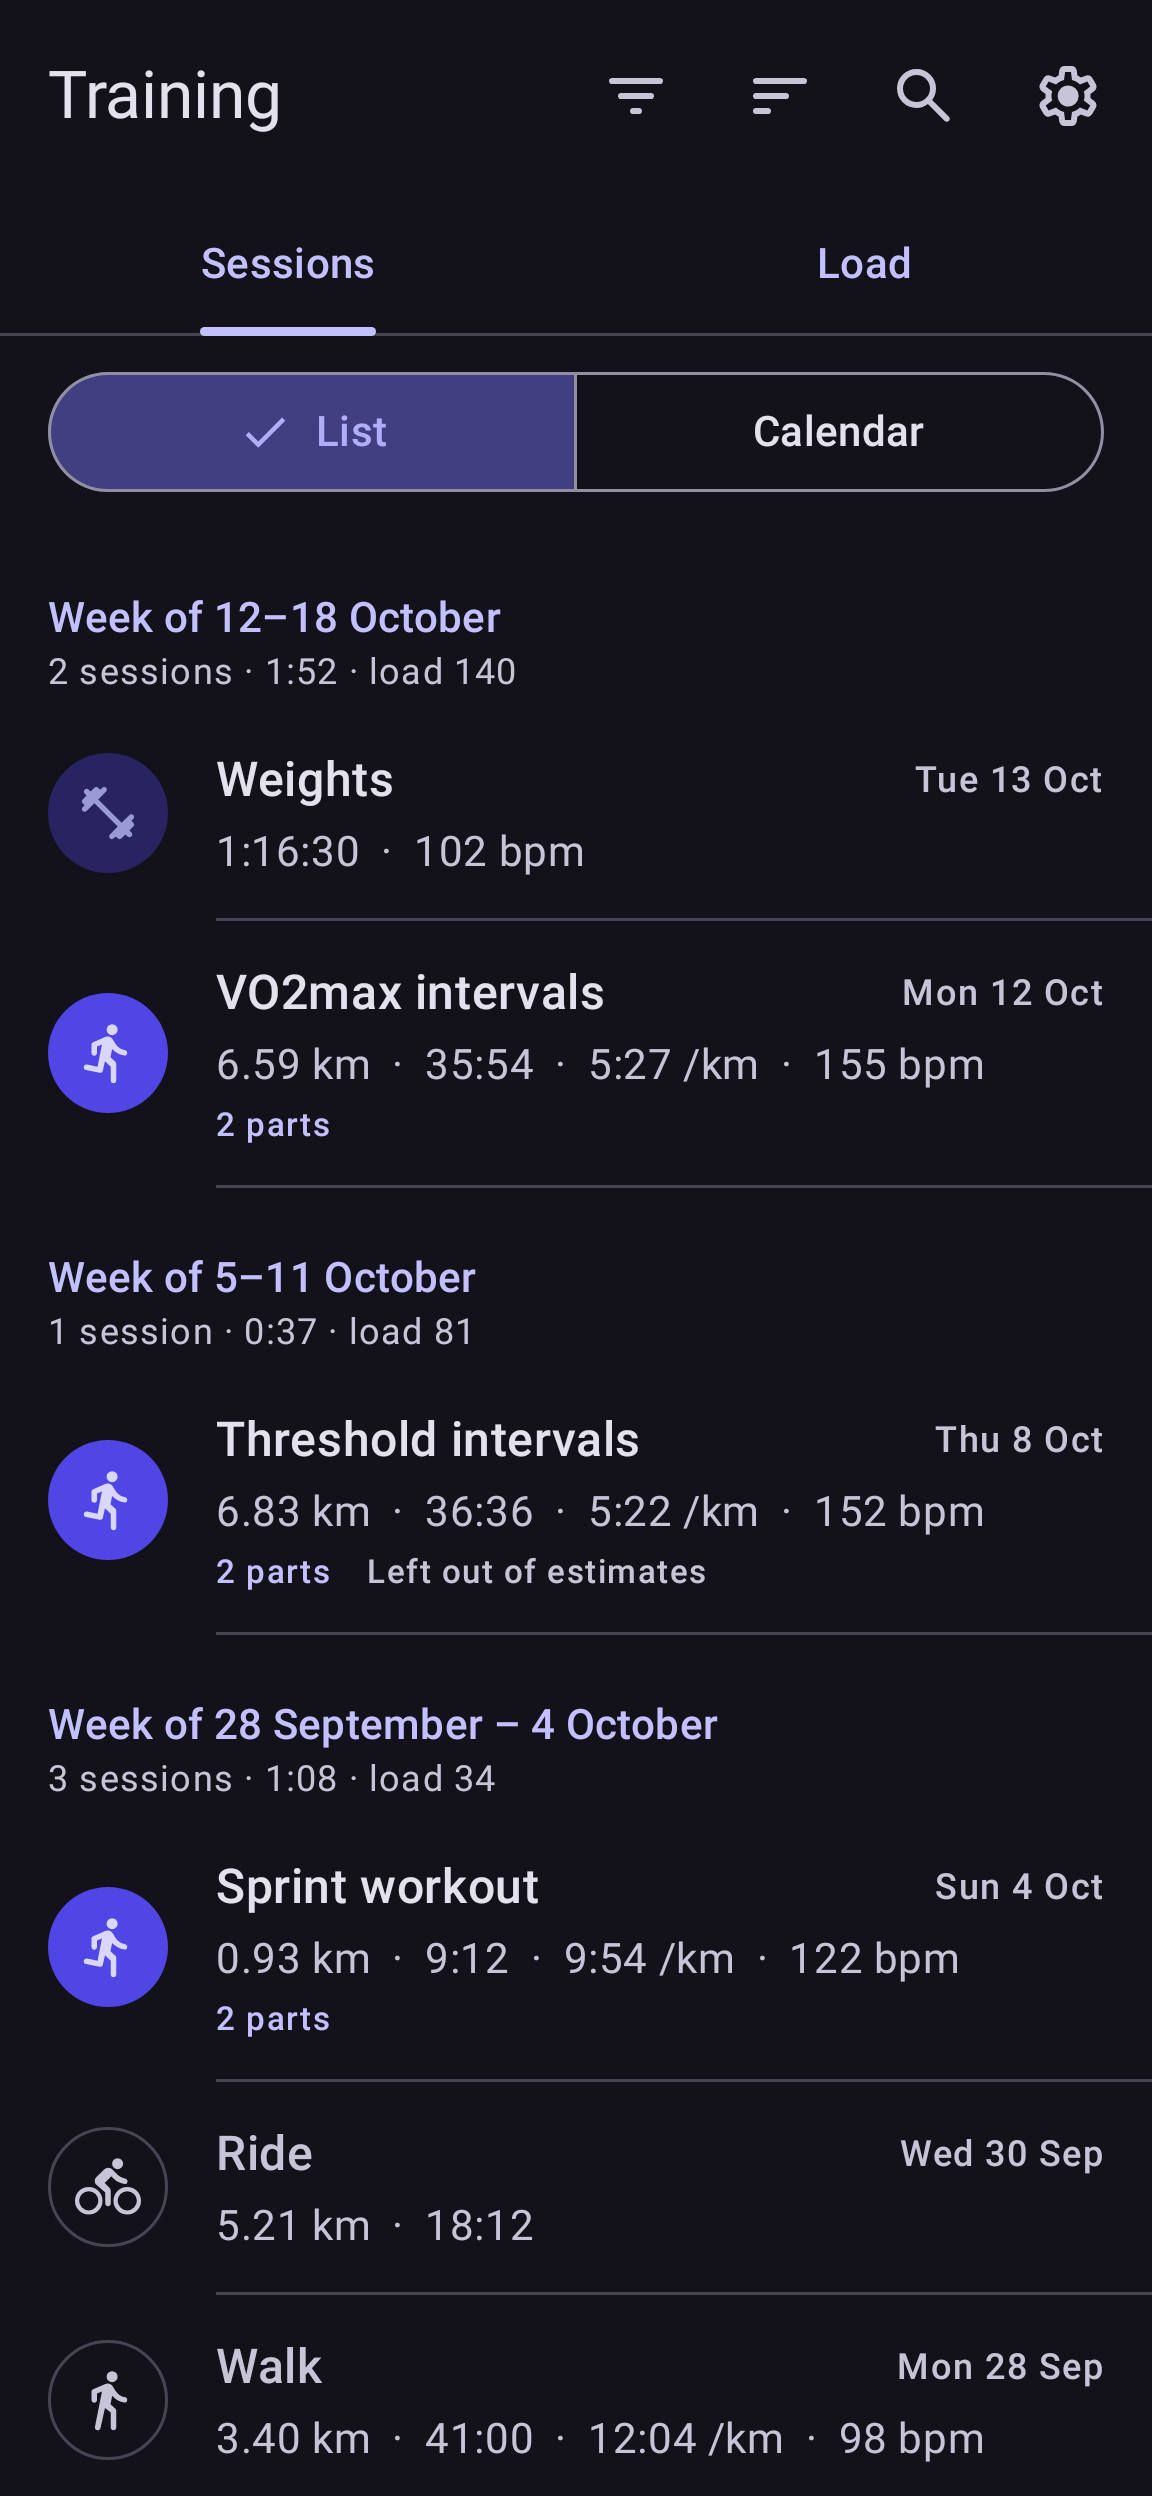 Training
Sessions
Load
List
Calendar
Week of 12–18 October
2 sessions · 1:52 · load 140
Weights
Tue 13 Oct
1:16:30 · 102 bpm
VO2max intervals
Mon 12 Oct
6.59 km · 35:54 · 5:27 /km · 155 bpm
2 parts
Week of 5–11 October
1 session · 0:37 · load 81
Threshold intervals
Thu 8 Oct
6.83 km · 36:36 · 5:22 /km · 152 bpm
2 parts Left out of estimates
Week of 28 September – 4 October
3 sessions · 1:08 · load 34
Sprint workout
Sun 4 Oct
0.93 km · 9:12 · 9:54 /km · 122 bpm
2 parts
Ride
Wed 30 Sep
5.21 km · 18:12
Walk
Mon 28 Sep
3.40 km · 41:00 · 12:04 /km · 98 bpm